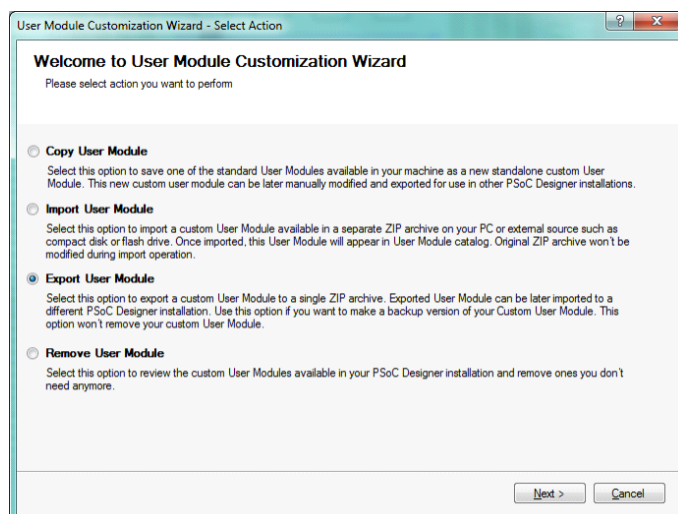 User Module Customization Wizard - Select Action
Welcome to User Module Customization Wizard
Please select action you want to perform
Copy User Module
Select this option to save one of the standard User Modules available in your machine as a new standalone custom User
Module. This new custom user module can be later manually modified and exported for use in other PSoC Designer installations.
Import User Module
Select this option to import a custom User Module available in a separate ZIP archive on your PC or external source such as
compact disk or flash drive. Once imported, this User Module will appear in User Module catalog. Original ZIP archive won't be
modified during import operation.
Export User Module
Select this option to export a custom User Module to a single ZIP archive. Exported User Module can be later imported to a
different PSoC Designer installation. Use this option if you want to make a backup version of your Custom User Module. This
option won't remove your custom User Module.
Remove User Module
Select this option to review the custom User Modules available in your PSoC Designer installation and remove ones you don't
need anymore.
Next > Cancel